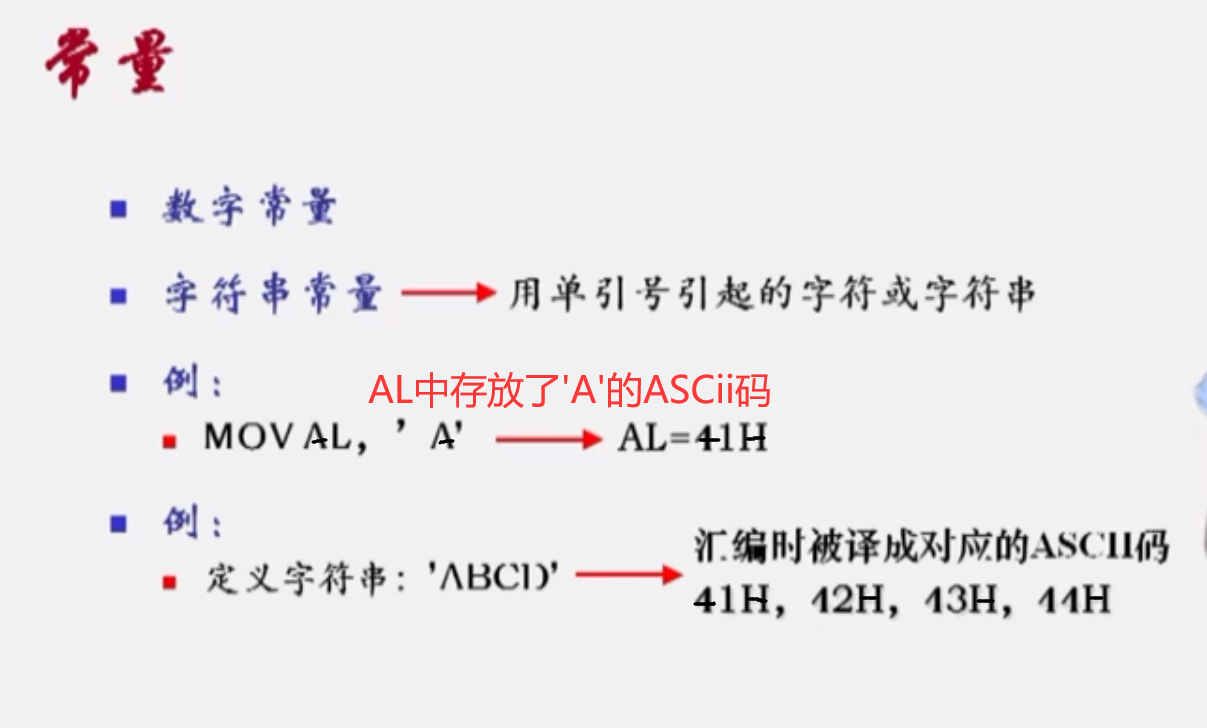 常量
数字常量
字符串常量 用单引号引起的字符或字符串
例：
AL中存放了'A'的ASCii码
MOV AL，’A' AL=41H
例：
定义字符串：'ABCD' 汇编时被译成对应的ASCII码
41H，42H，43H，44H